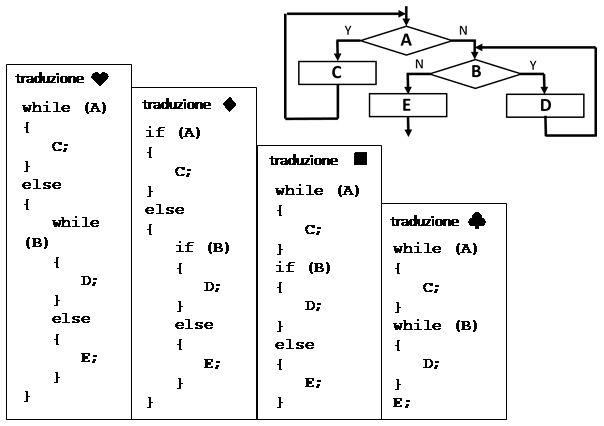 A
Y
N
C
B
N
Y
E
D
traduzione ♥
while (A)
{
C;
}
else
{
while
(B)
{
D;
}
else
{
E;
}
}
traduzione ♦
if (A)
{
C;
}
else
{
if (B)
{
D;
}
else
{
E;
}
}
traduzione ■
while (A)
{
C;
}
if (B)
{
D;
}
else
{
E;
}
traduzione ♣
while (A)
{
C;
}
while (B)
{
D;
}
E;